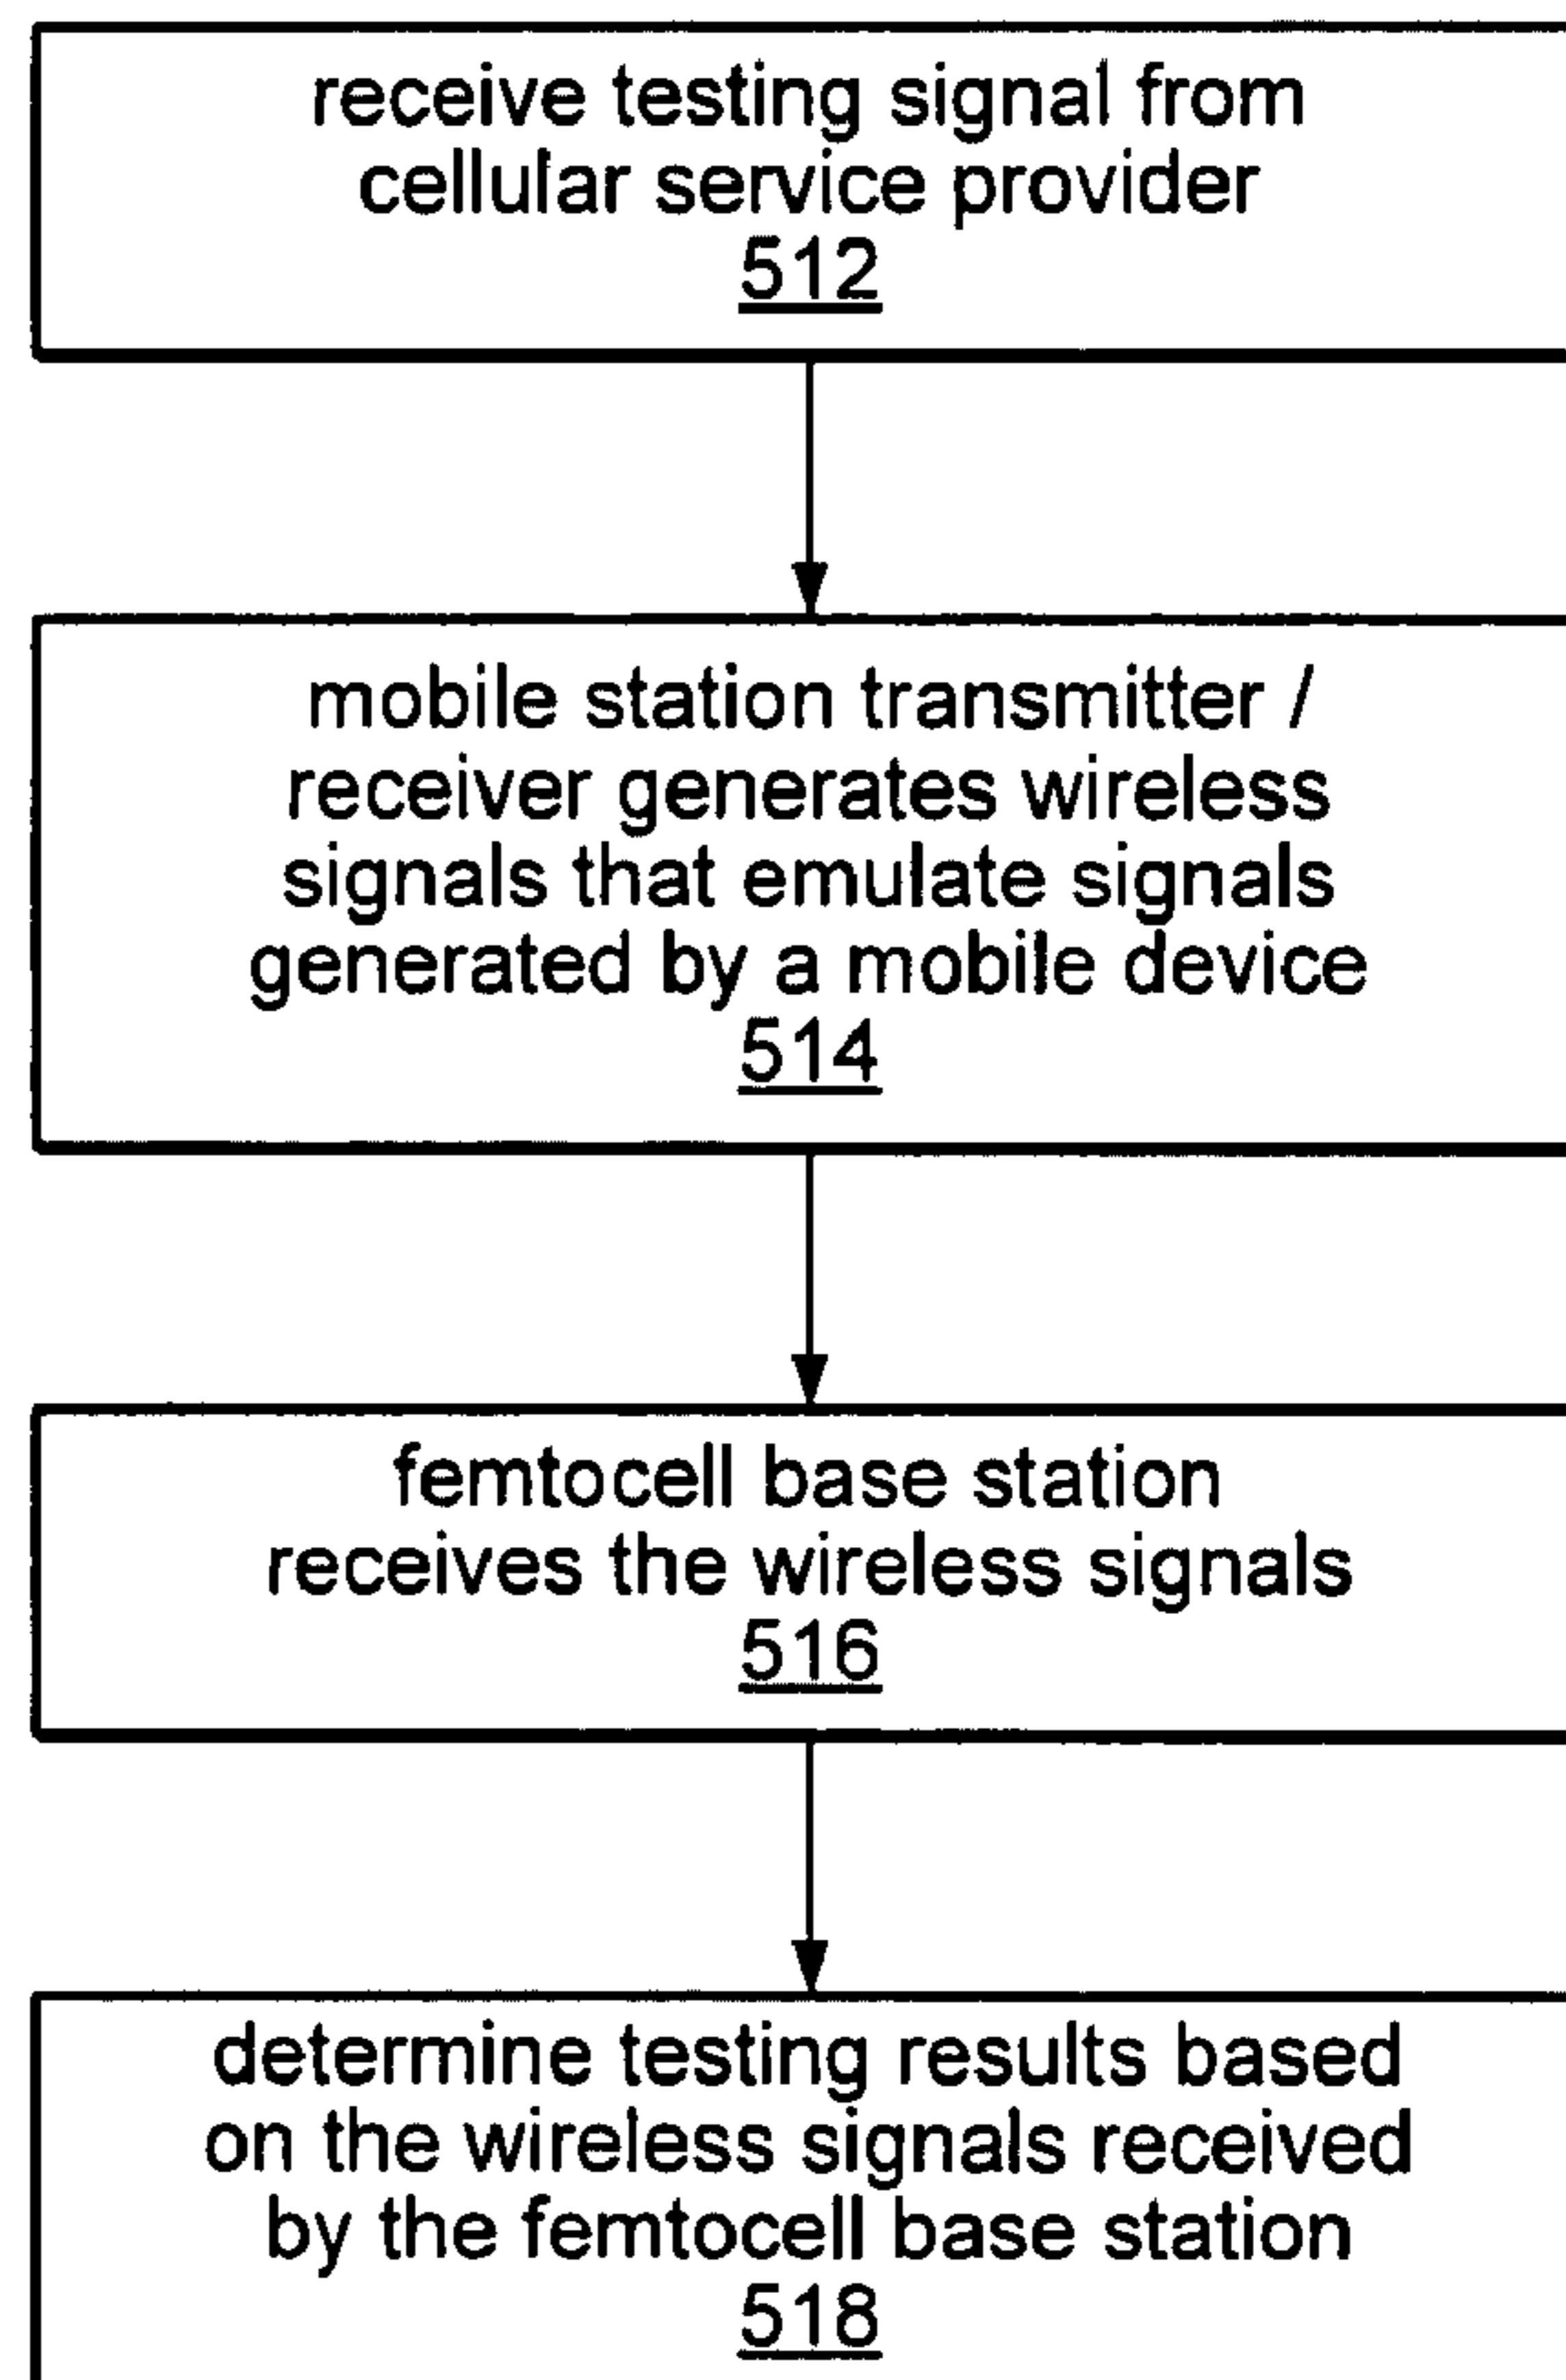 receive testing signal from
cellular service provider
512
mobile station transmitter /
receiver generates wireless
signals that emulate signals
generated by a mobile device
514
femtocell base station
receives the wireless signals
516
determine testing results based
on the wireless signals received
by the femtocell base station
518